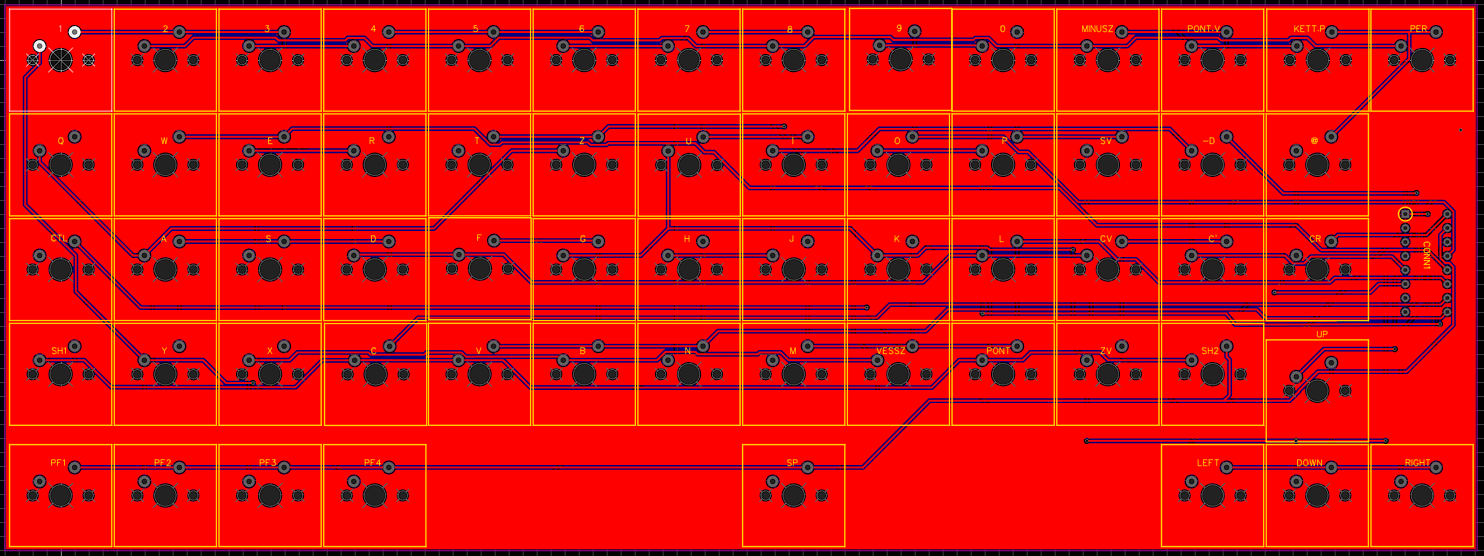 1 2 3 4 5 6 7 8 9 0 MINUSZ PONT.V KETT.P PER
Q W E R T Z U I O P SV -D @
CTL A S D F G H J K L CV C' CR
CONN1
UP
SH1 Y X C V B N M VESSZ PONT ZV SH2
PF1 PF2 PF3 PF4 SP LEFT DOWN RIGHT